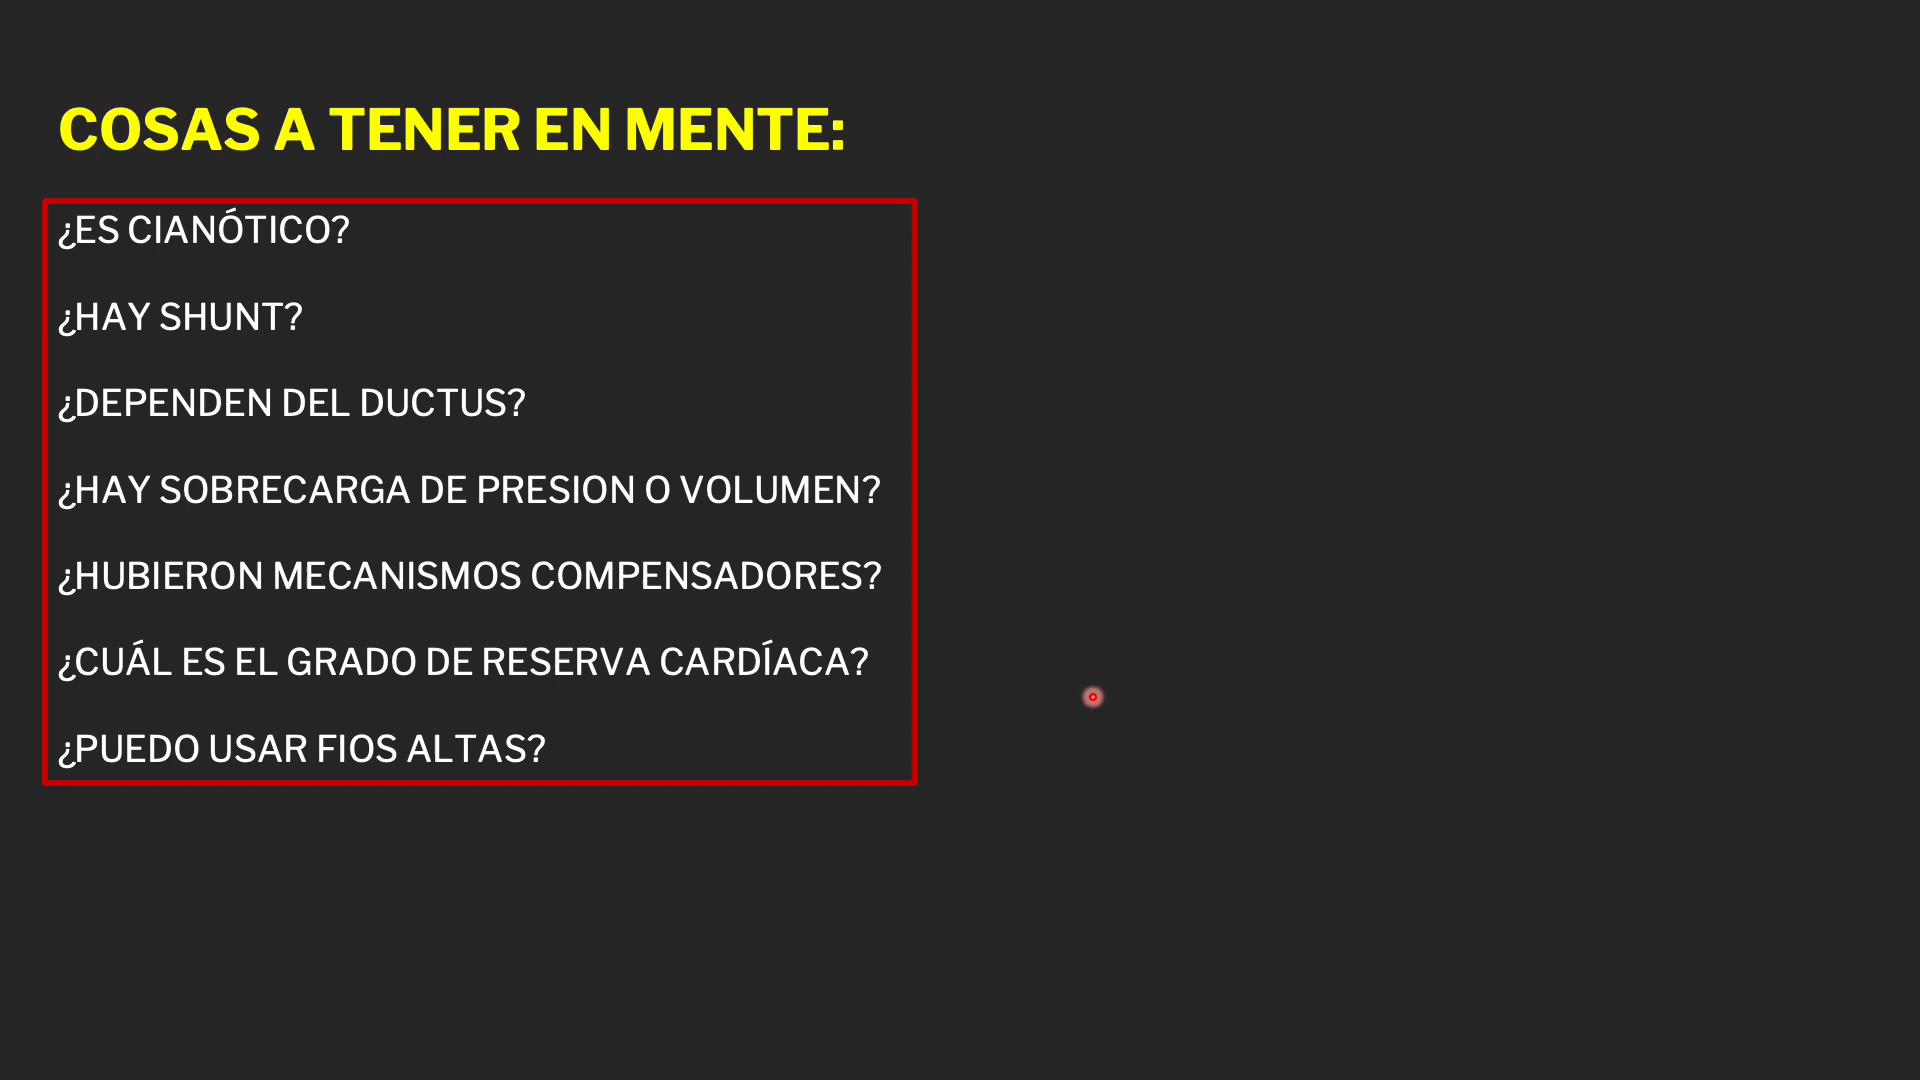 COSAS A TENER EN MENTE:
¿ES CIANÓTICO?
¿HAY SHUNT?
¿DEPENDEN DEL DUCTUS?
¿HAY SOBRECARGA DE PRESION O VOLUMEN?
¿HUBIERON MECANISMOS COMPENSADORES?
¿CUÁL ES EL GRADO DE RESERVA CARDÍACA?
¿PUEDO USAR FIOS ALTAS?